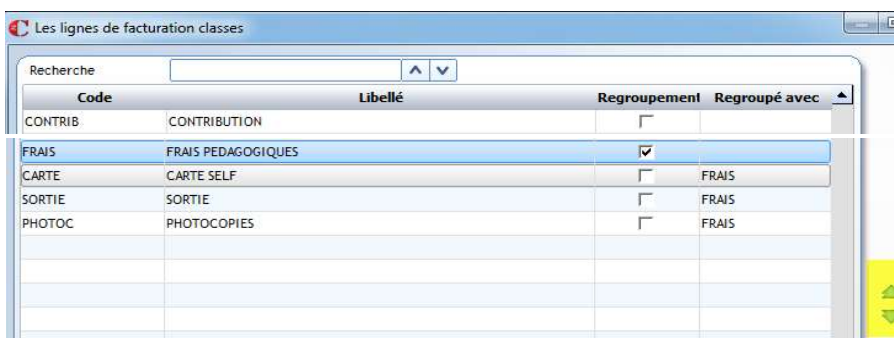 Les lignes de facturation classes
Recherche
Code Libellé Regroupement Regroupé avec
CONTRIB CONTRIBUTION
FRAIS FRAIS PEDAGOGIQUES
CARTE CARTE SELF FRAIS
SORTIE SORTIE FRAIS
PHOTOC PHOTOCOPIES FRAIS